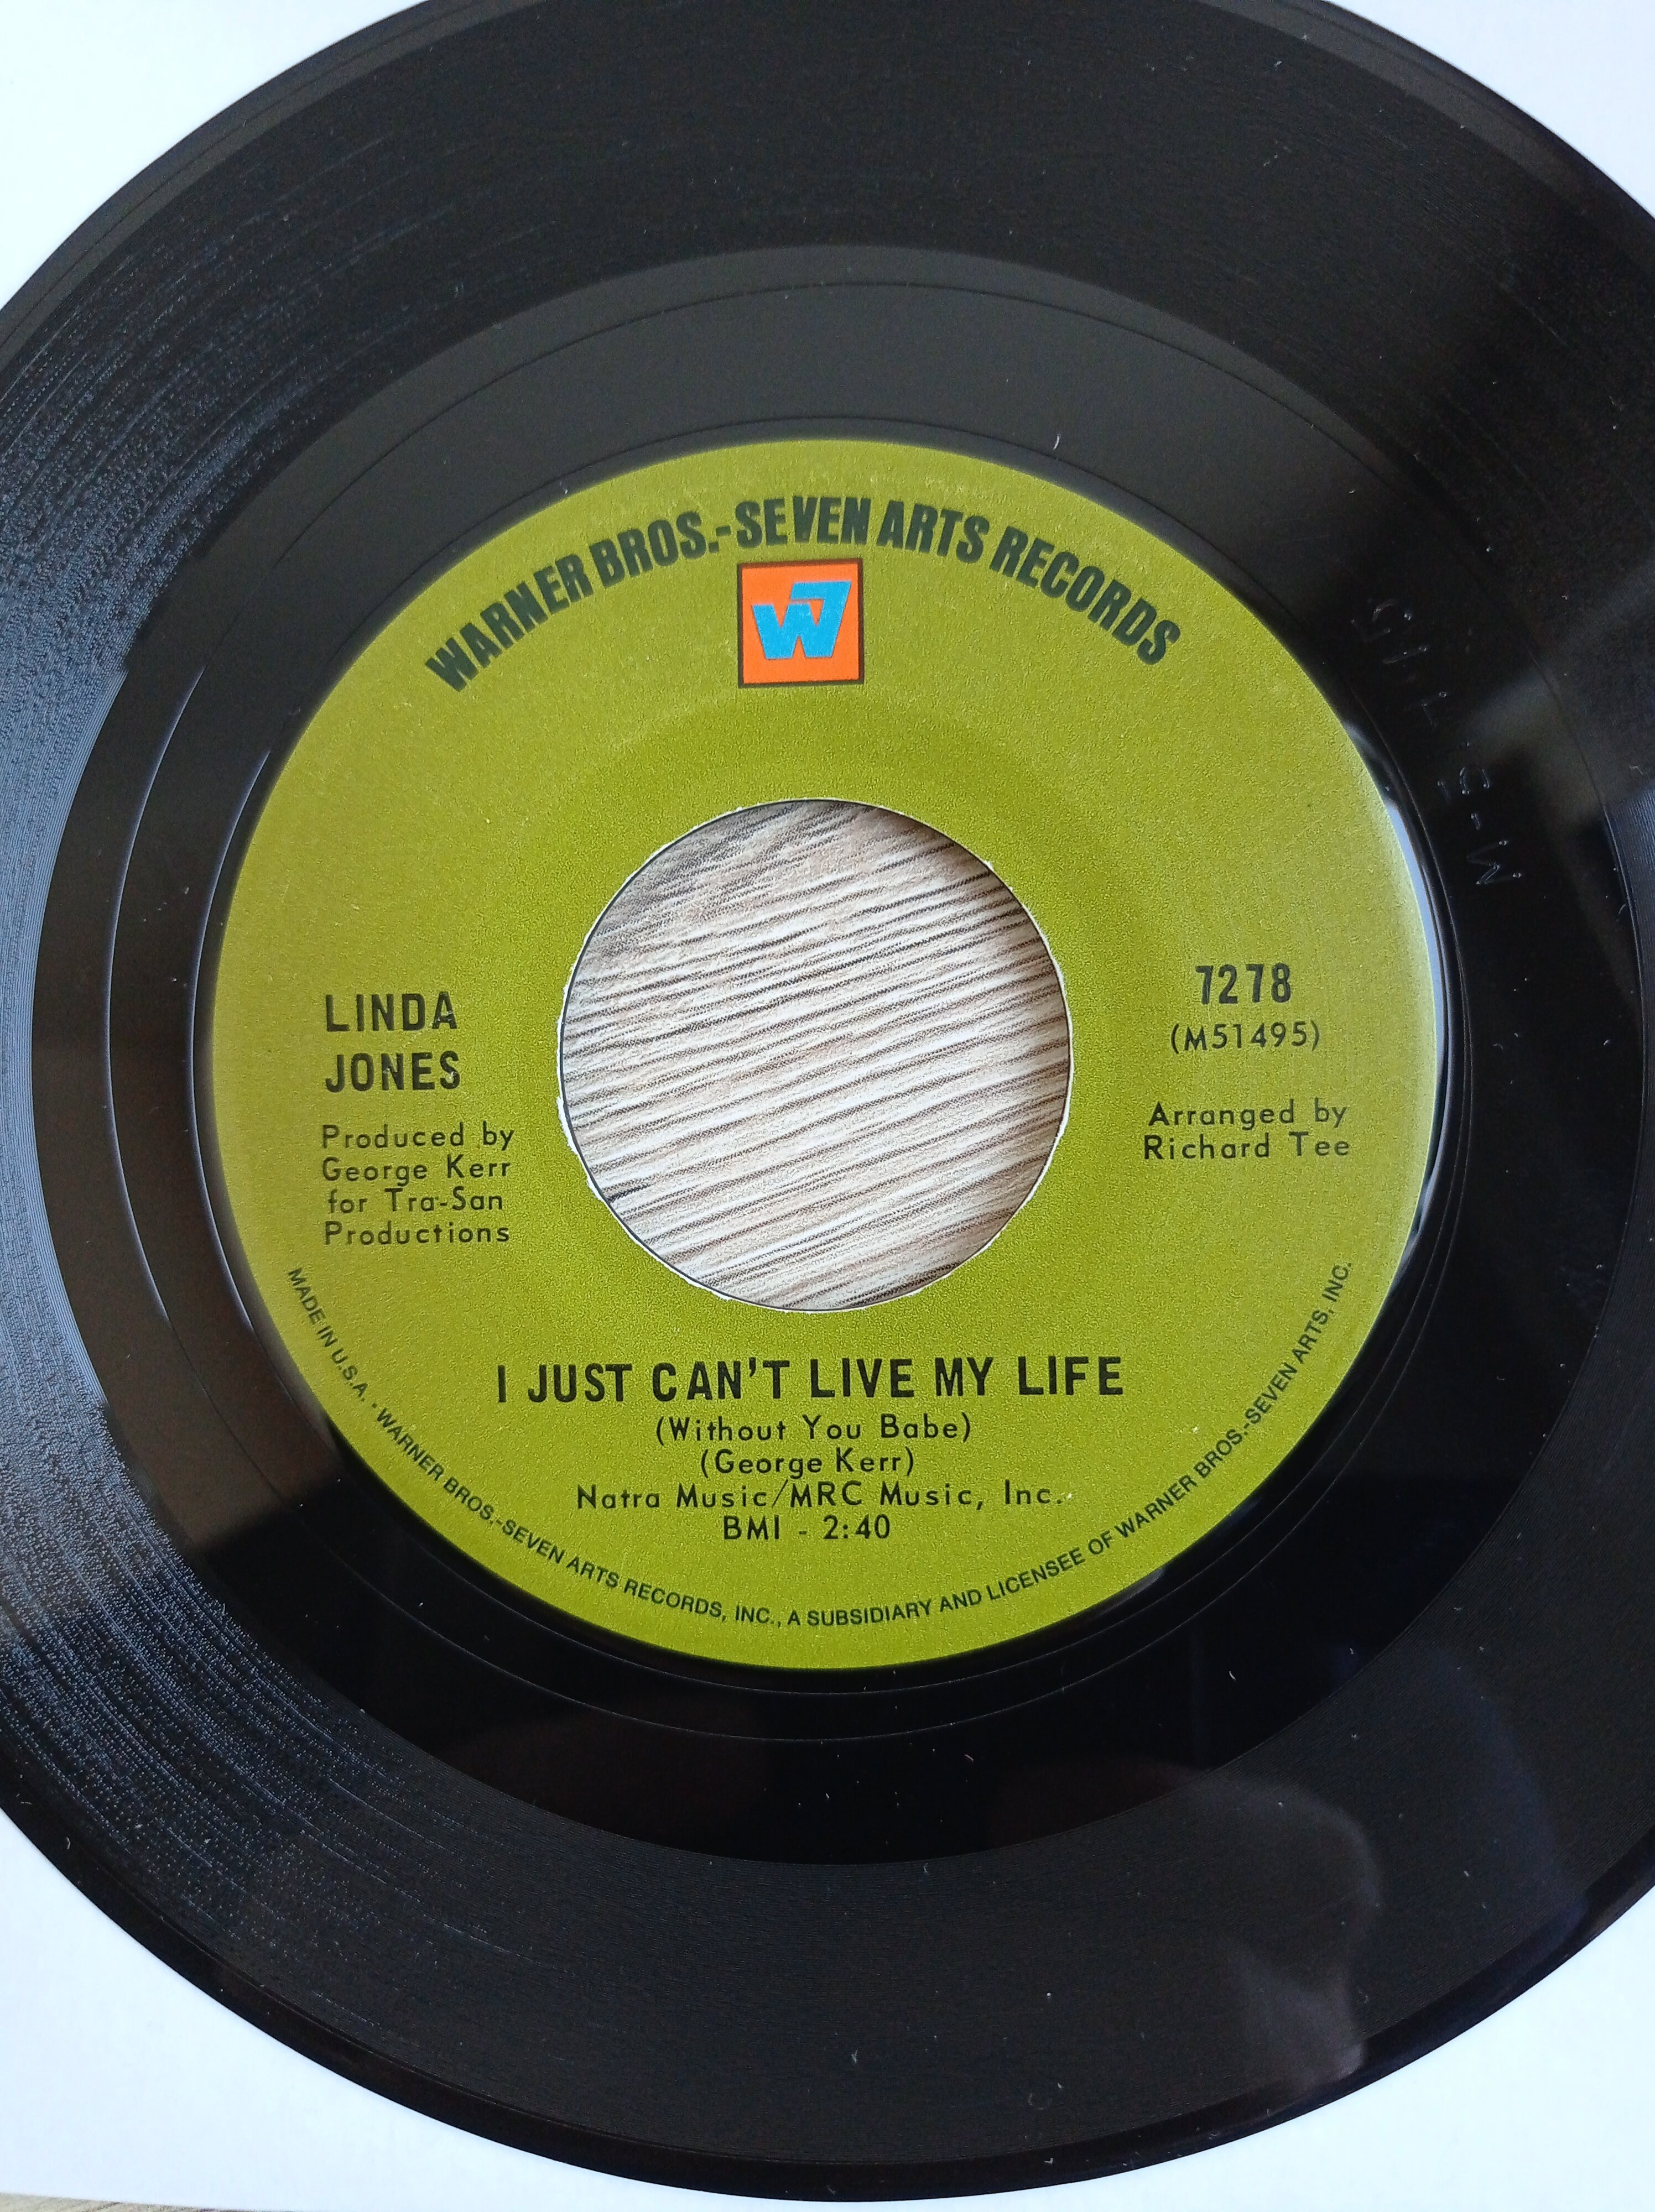 WARNER BROS.-SEVEN ARTS RECORDS
W7
LINDA
JONES
Produced by
George Kerr
for Tra-San
Productions
7278
(M51495)
Arranged by
Richard Tee
I JUST CAN'T LIVE MY LIFE
(Without You Babe)
(George Kerr)
Natra Music/MRC Music, Inc.
BMI - 2:40
MADE IN U.S.A. - WARNER BROS.-SEVEN ARTS RECORDS, INC., A SUBSIDIARY AND LICENSEE OF WARNER BROS.-SEVEN ARTS, INC.